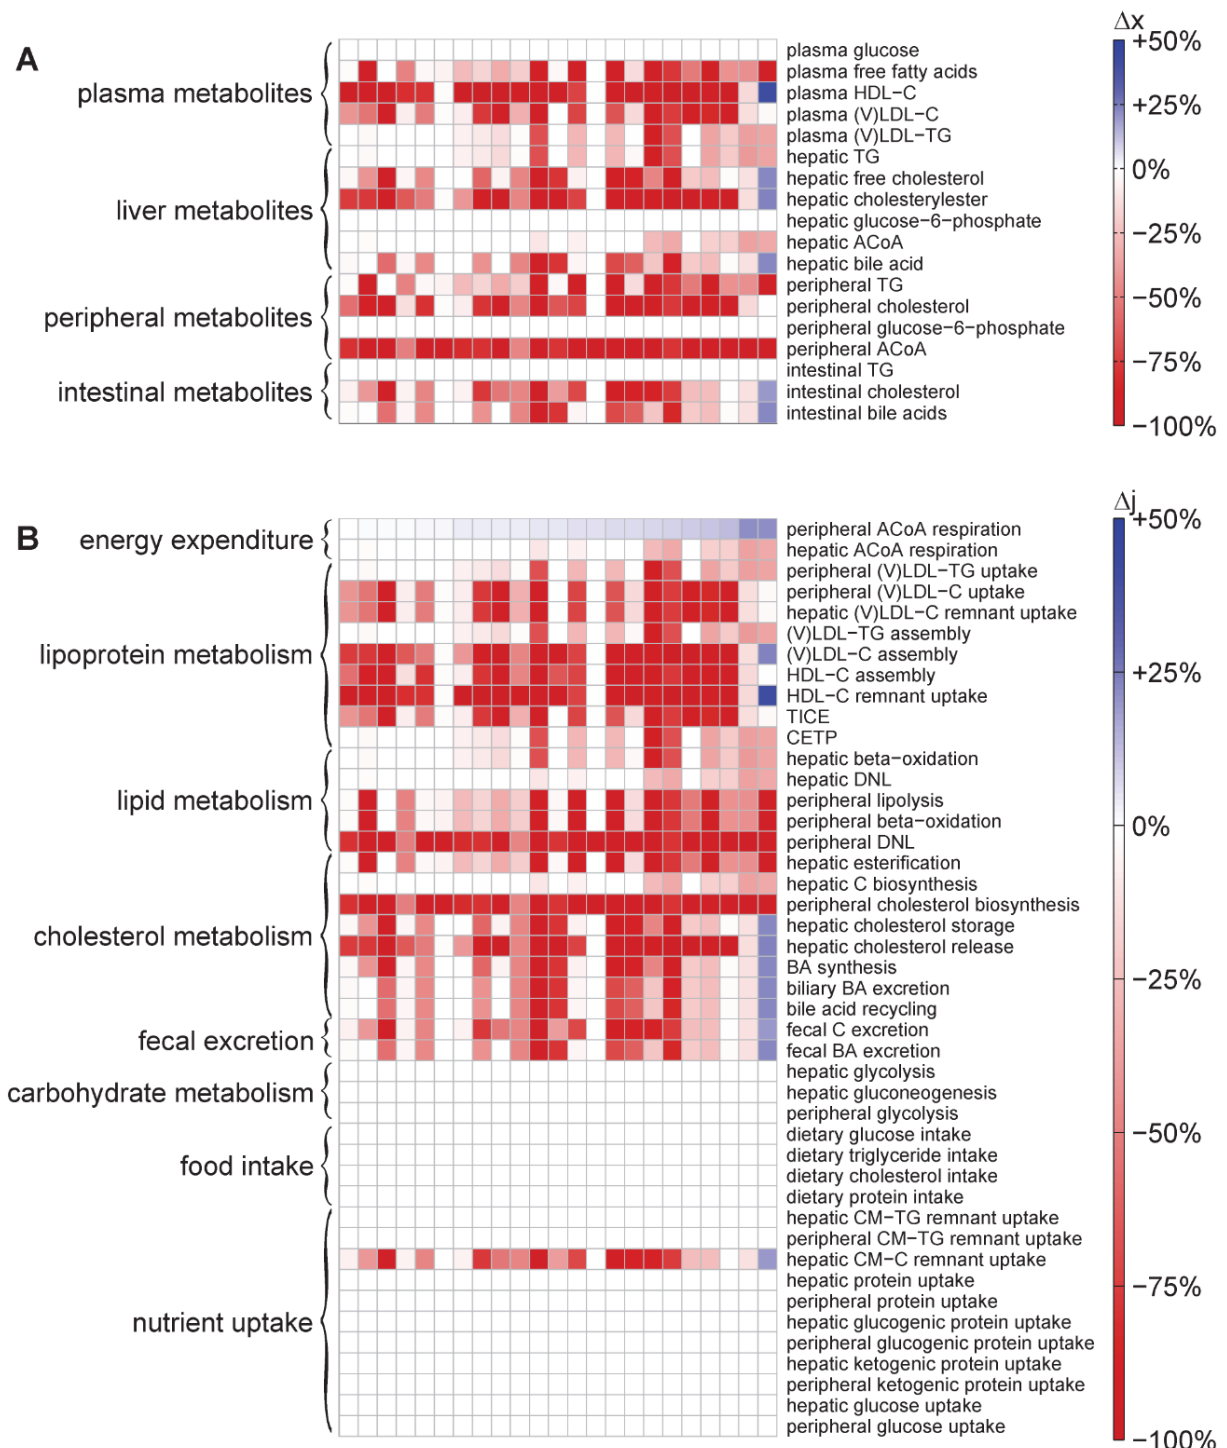 A
Δx
plasma metabolites
liver metabolites
peripheral metabolites
intestinal metabolites
plasma glucose
plasma free fatty acids
plasma HDL−C
plasma (V)LDL−C
plasma (V)LDL−TG
hepatic TG
hepatic free cholesterol
hepatic cholesterylester
hepatic glucose−6−phosphate
hepatic ACoA
hepatic bile acid
peripheral TG
peripheral cholesterol
peripheral glucose−6−phosphate
peripheral ACoA
intestinal TG
intestinal cholesterol
intestinal bile acids
+50%
+25%
0%
−25%
−50%
−75%
−100%
B
Δj
energy expenditure
lipoprotein metabolism
lipid metabolism
cholesterol metabolism
fecal excretion
carbohydrate metabolism
food intake
nutrient uptake
peripheral ACoA respiration
hepatic ACoA respiration
peripheral (V)LDL−TG uptake
peripheral (V)LDL−C uptake
hepatic (V)LDL−C remnant uptake
(V)LDL−TG assembly
(V)LDL−C assembly
HDL−C assembly
HDL−C remnant uptake
TICE
CETP
hepatic beta−oxidation
hepatic DNL
peripheral lipolysis
peripheral beta−oxidation
peripheral DNL
hepatic esterification
hepatic C biosynthesis
peripheral cholesterol biosynthesis
hepatic cholesterol storage
hepatic cholesterol release
BA synthesis
biliary BA excretion
bile acid recycling
fecal C excretion
fecal BA excretion
hepatic glycolysis
hepatic gluconeogenesis
peripheral glycolysis
dietary glucose intake
dietary triglyceride intake
dietary cholesterol intake
dietary protein intake
hepatic CM−TG remnant uptake
peripheral CM−TG remnant uptake
hepatic CM−C remnant uptake
hepatic protein uptake
peripheral protein uptake
hepatic glucogenic protein uptake
peripheral glucogenic protein uptake
hepatic ketogenic protein uptake
peripheral ketogenic protein uptake
hepatic glucose uptake
peripheral glucose uptake
+50%
+25%
0%
−25%
−50%
−75%
−100%